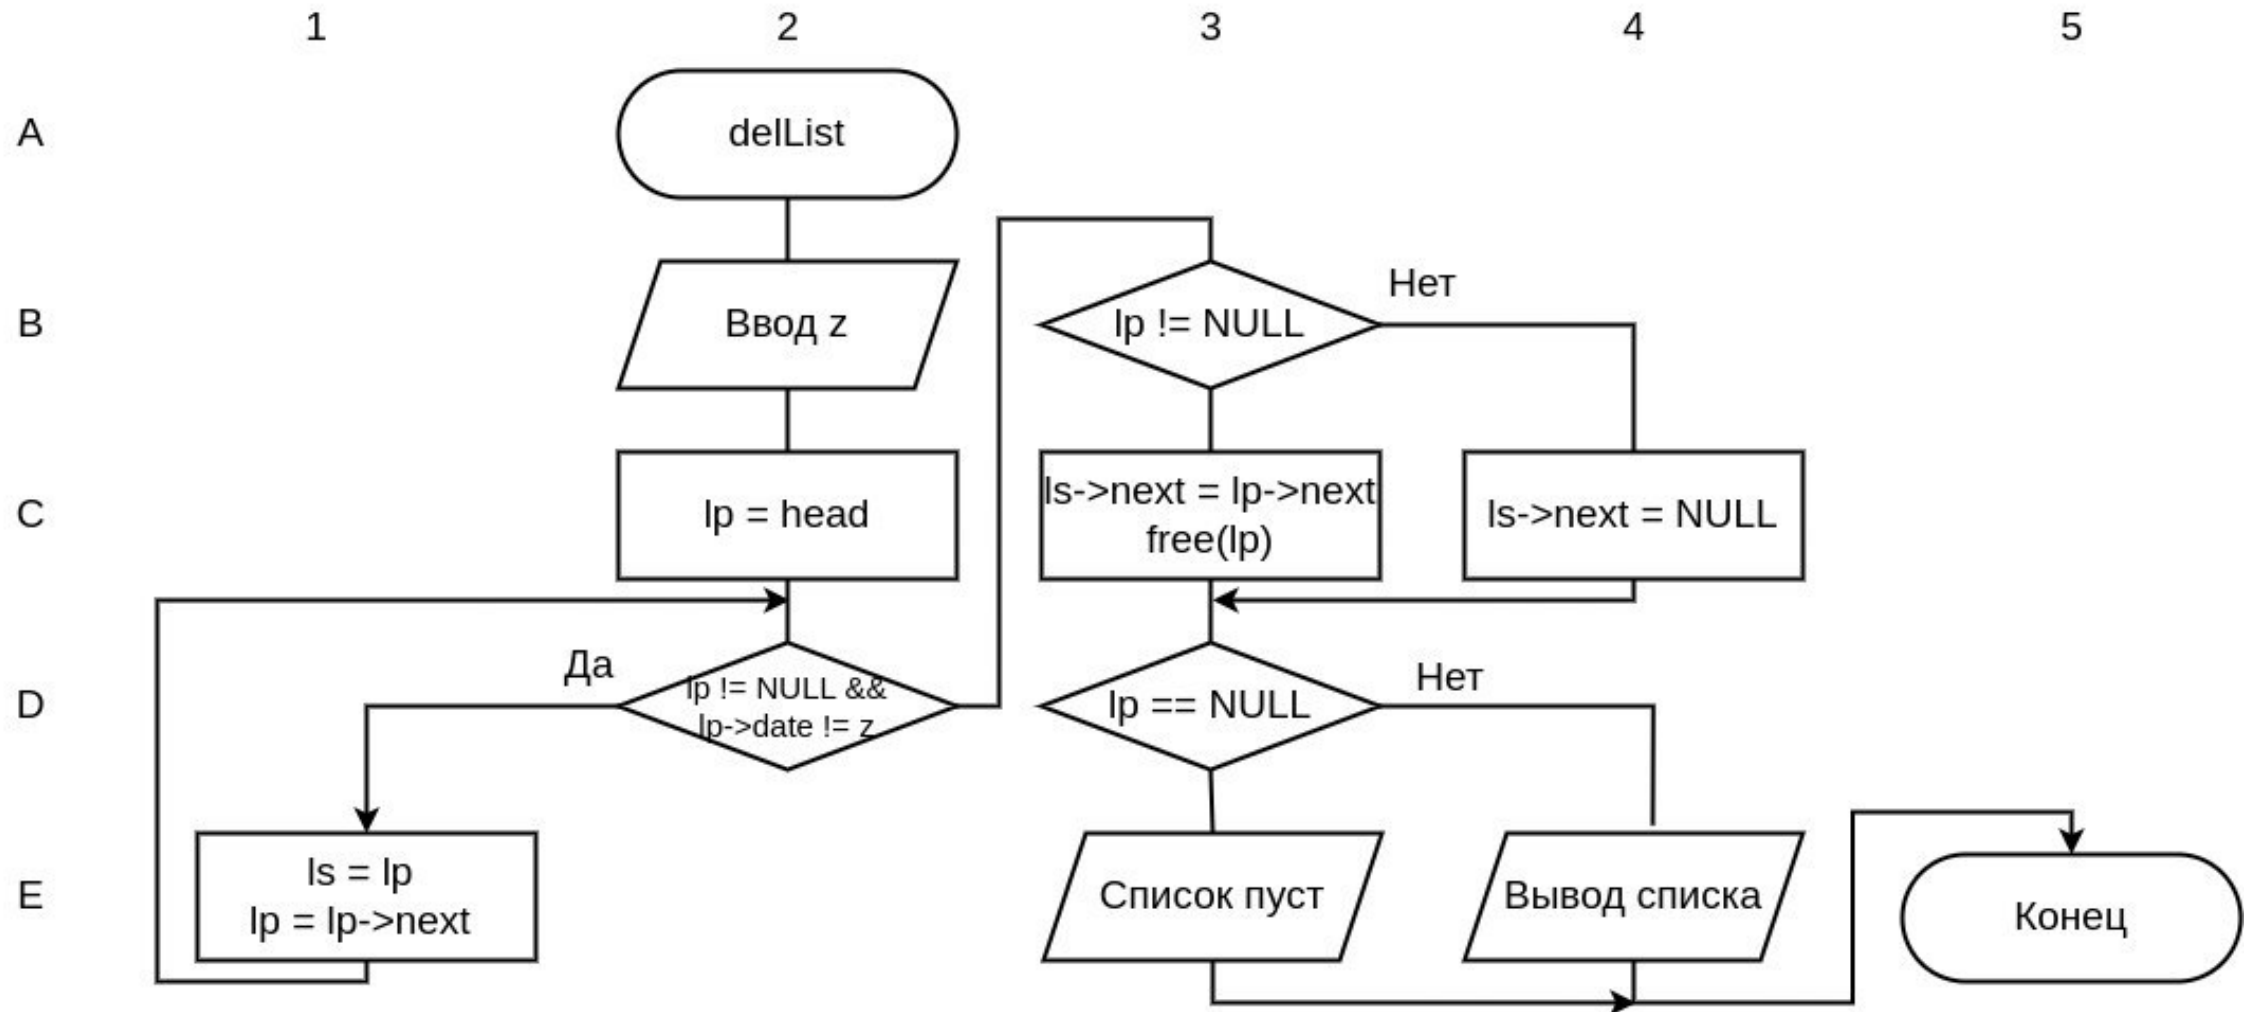 1
2
3
4
5
A
delList
B
Ввод z
lp != NULL
Нет
C
lp = head
ls->next = lp->next
free(lp)
ls->next = NULL
D
Да
lp != NULL &&
lp->date != z
lp == NULL
Нет
E
ls = lp
lp = lp->next
Список пуст
Вывод списка
Конец